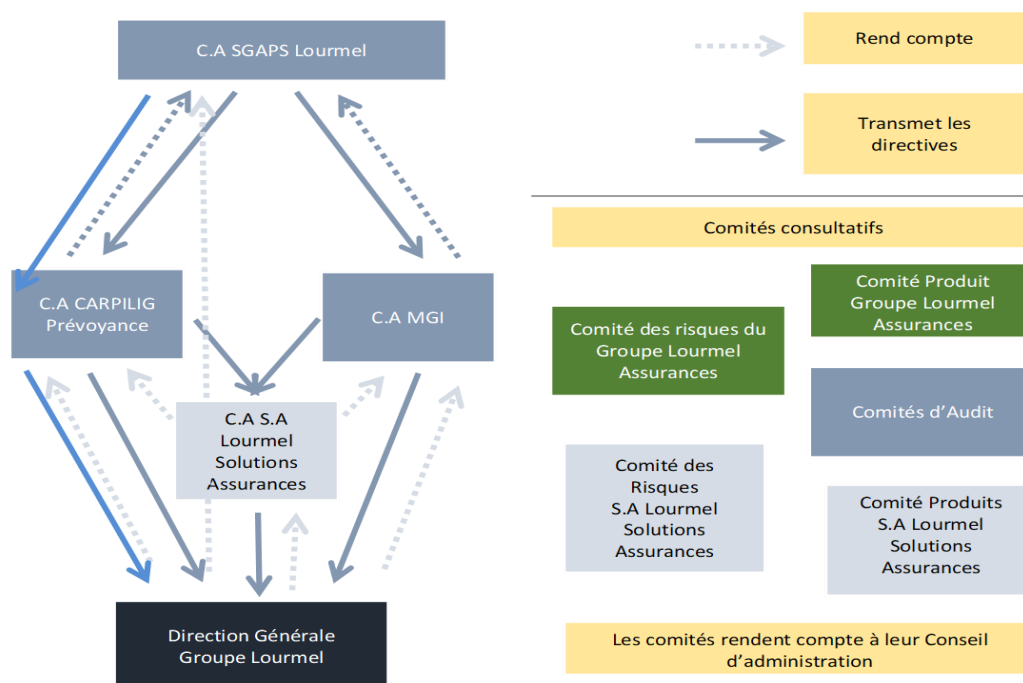 C.A SGAPS Lourmel
C.A CARPILIG
Prévoyance
C.A MGI
C.A S.A
Lourmel
Solutions
Assurances
Direction Générale
Groupe Lourmel
Rend compte
Transmet les
directives
Comités consultatifs
Comité des risques du
Groupe Lourmel
Assurances
Comité Produit
Groupe Lourmel
Assurances
Comités d’Audit
Comité des
Risques
S.A Lourmel
Solutions
Assurances
Comité Produits
S.A Lourmel
Solutions
Assurances
Les comités rendent compte à leur Conseil
d’administration